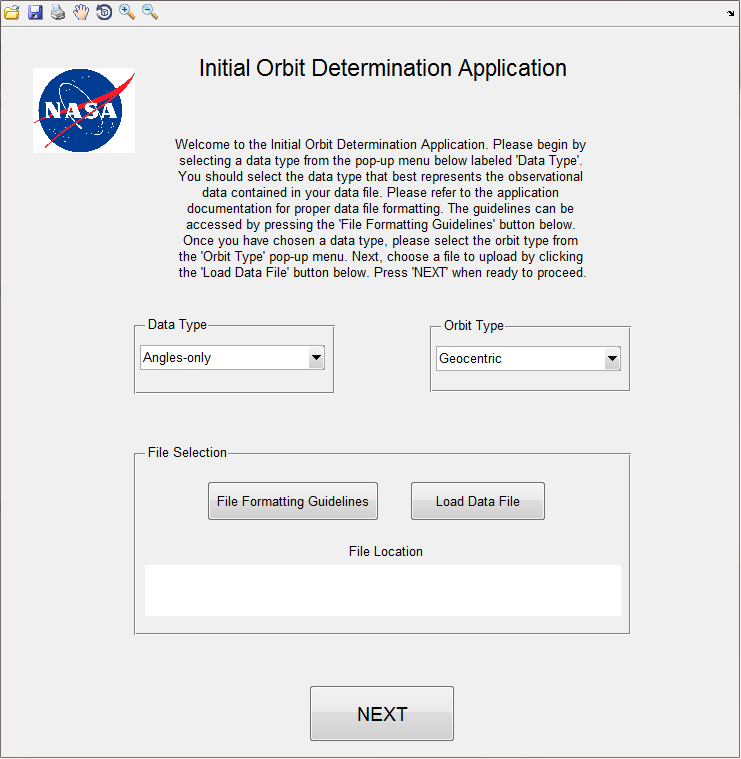 Initial Orbit Determination Application
NASA
Welcome to the Initial Orbit Determination Application. Please begin by
selecting a data type from the pop-up menu below labeled 'Data Type'.
You should select the data type that best represents the observational
data contained in your data file. Please refer to the application
documentation for proper data file formatting. The guidelines can be
accessed by pressing the 'File Formatting Guidelines' button below.
Once you have chosen a data type, please select the orbit type from
the 'Orbit Type' pop-up menu. Next, choose a file to upload by clicking
the 'Load Data File' button below. Press 'NEXT' when ready to proceed.
Data Type
Angles-only
Orbit Type
Geocentric
File Selection
File Formatting Guidelines
Load Data File
File Location
NEXT